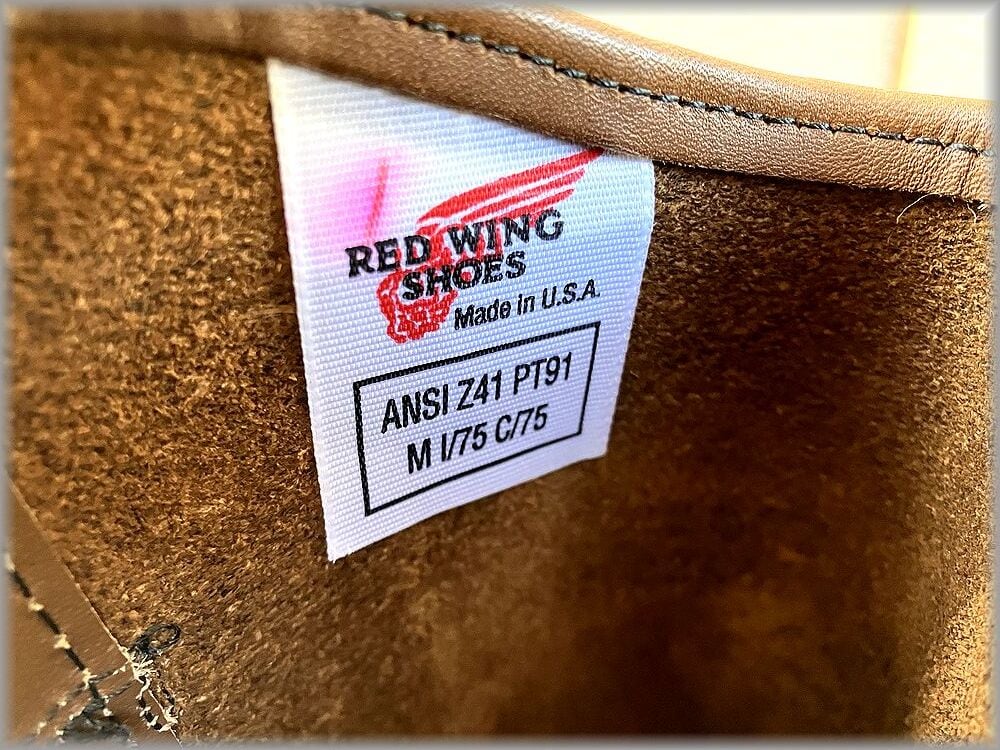 RED WING
SHOES
Made in U.S.A.
ANSI Z41 PT91
M I/75 C/75